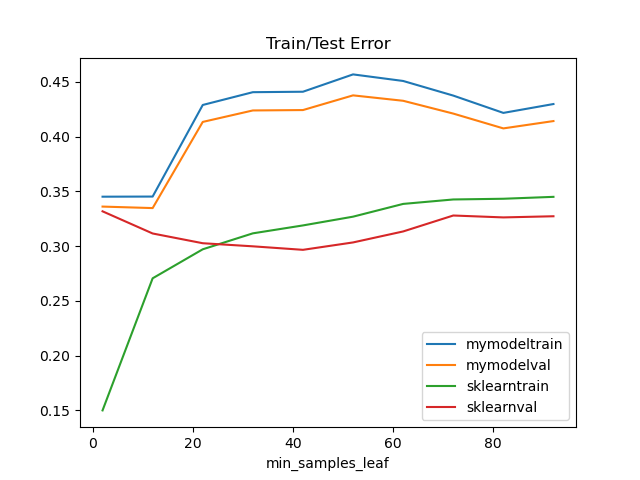 Train/Test Error
0.45
0.40
0.35
0.30
0.25
0.20
0.15
mymodeltrain
mymodelval
sklearntrain
sklearnval
0 20 40 60 80
min_samples_leaf